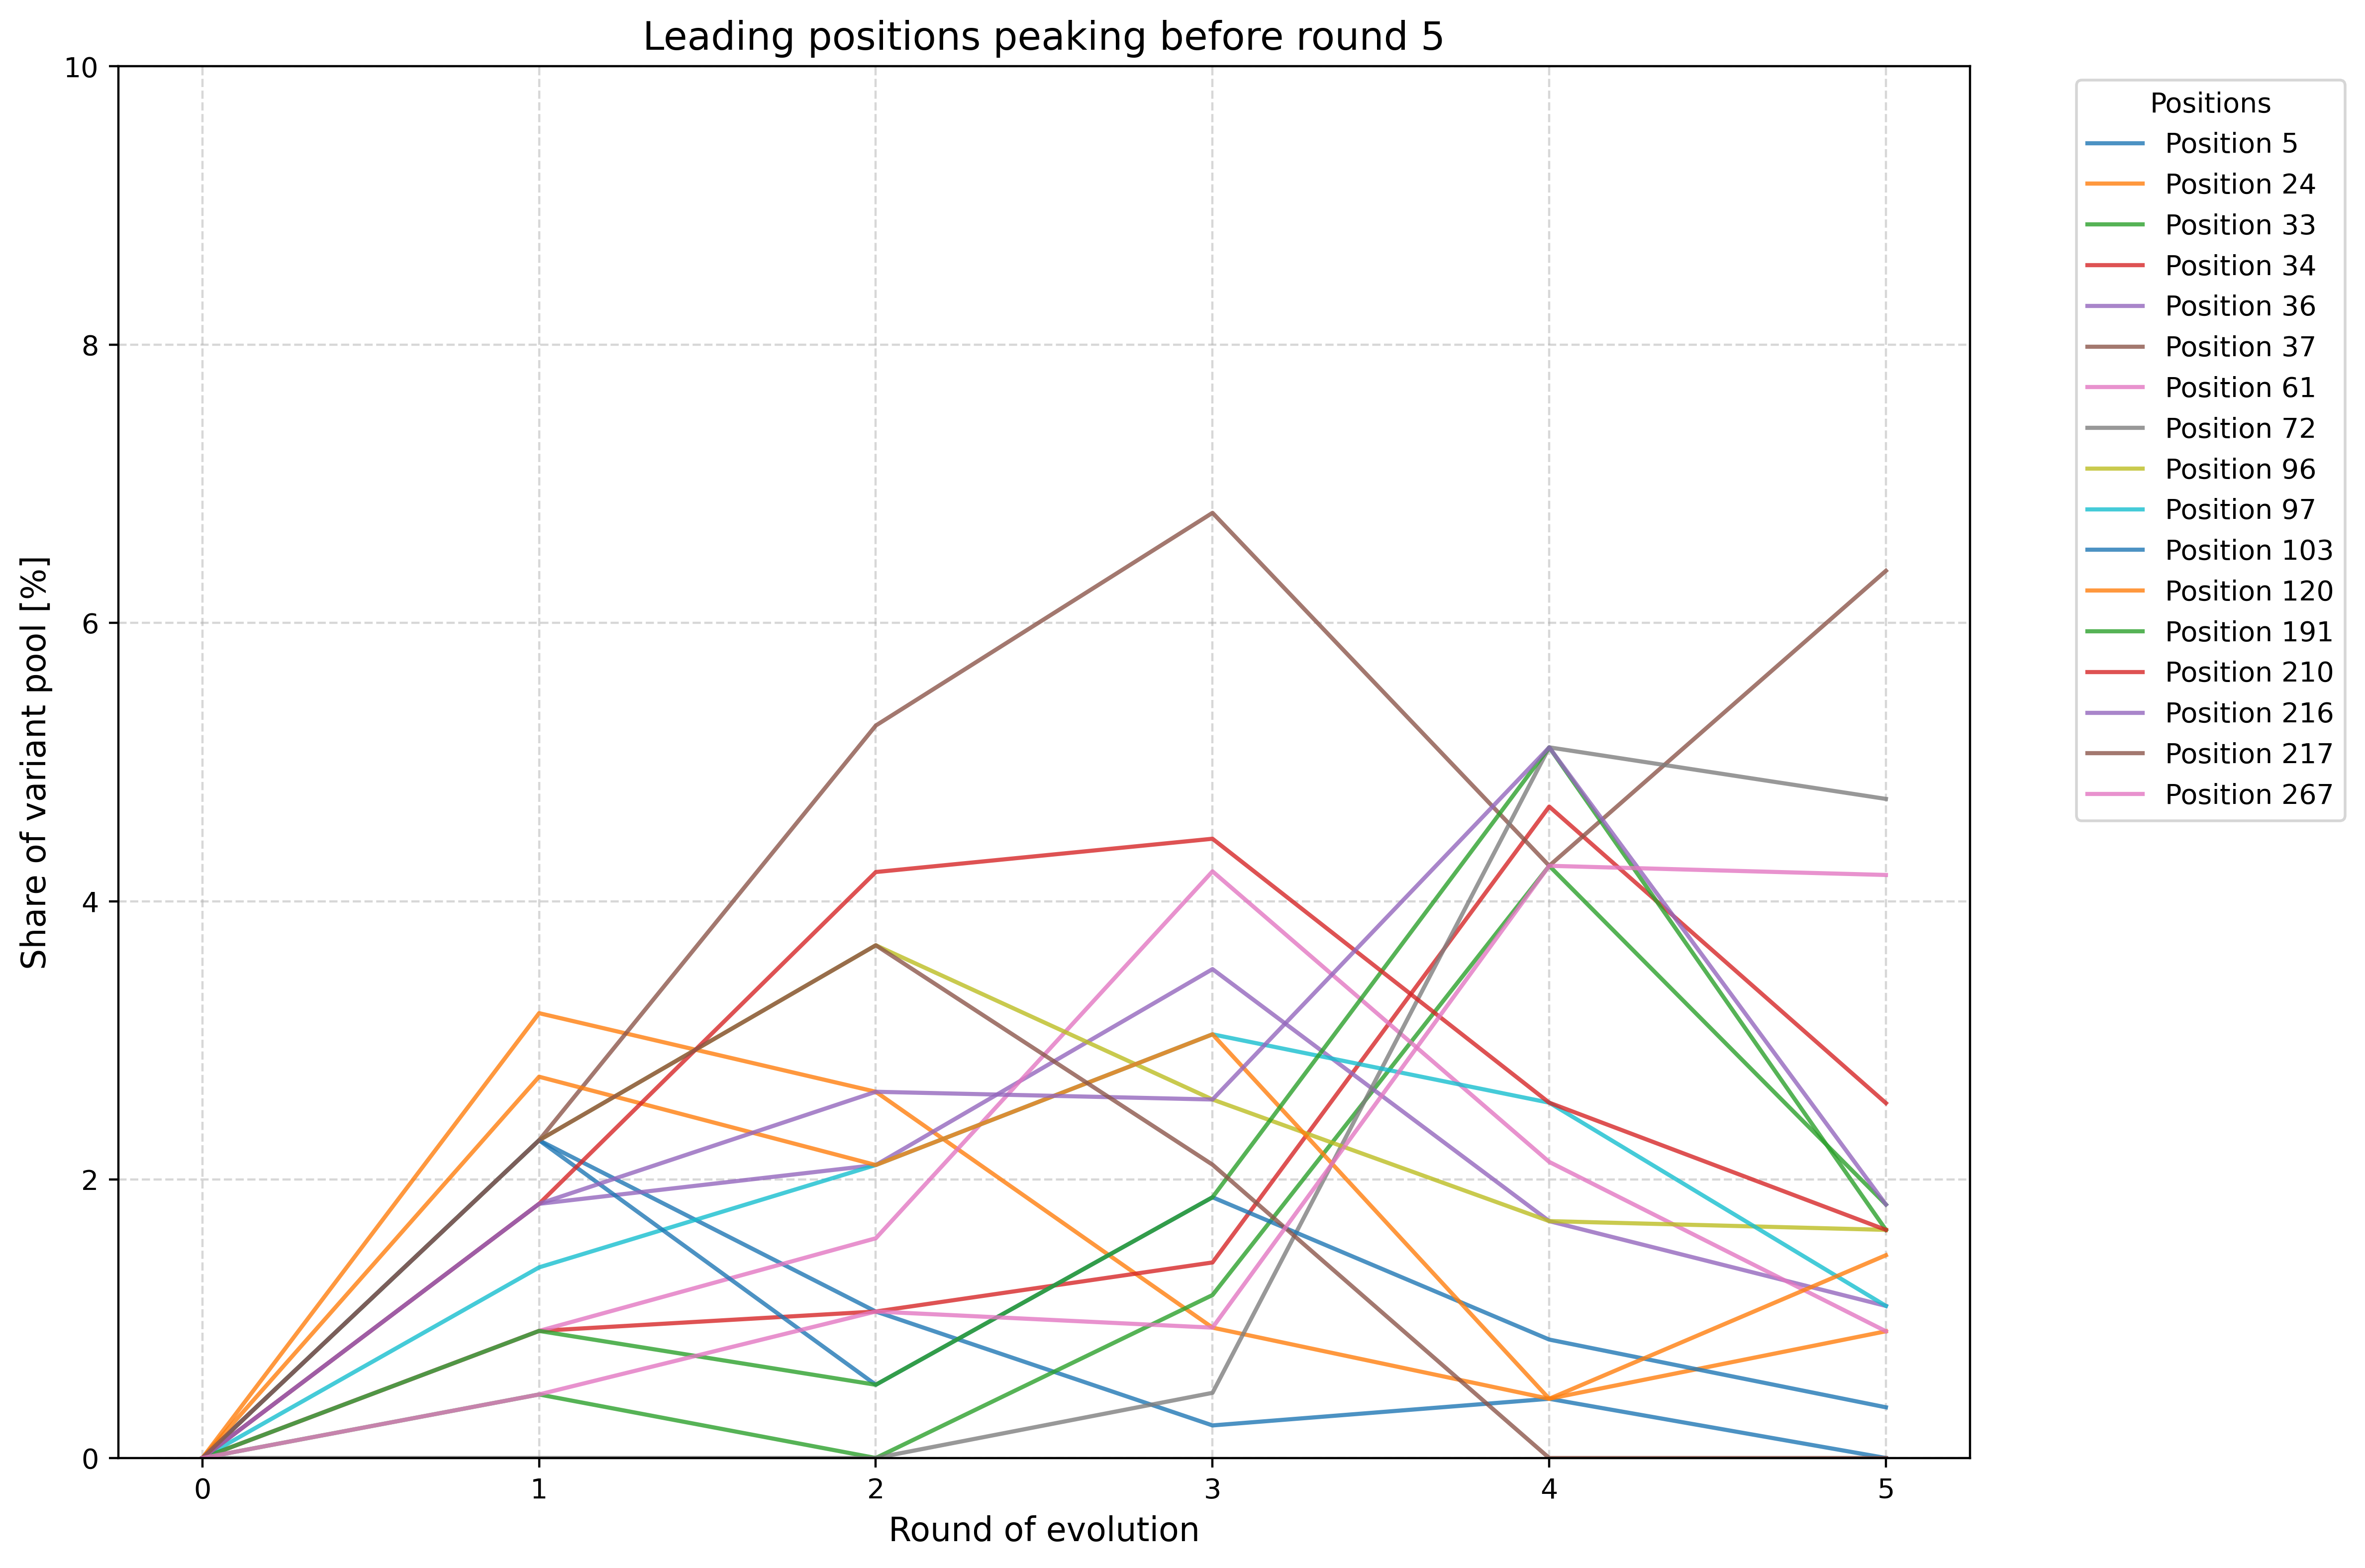 Leading positions peaking before round 5
Share of variant pool [%]
10
8
6
4
2
0
0 1 2 3 4 5
Round of evolution
Positions
Position 5
Position 24
Position 33
Position 34
Position 36
Position 37
Position 61
Position 72
Position 96
Position 97
Position 103
Position 120
Position 191
Position 210
Position 216
Position 217
Position 267